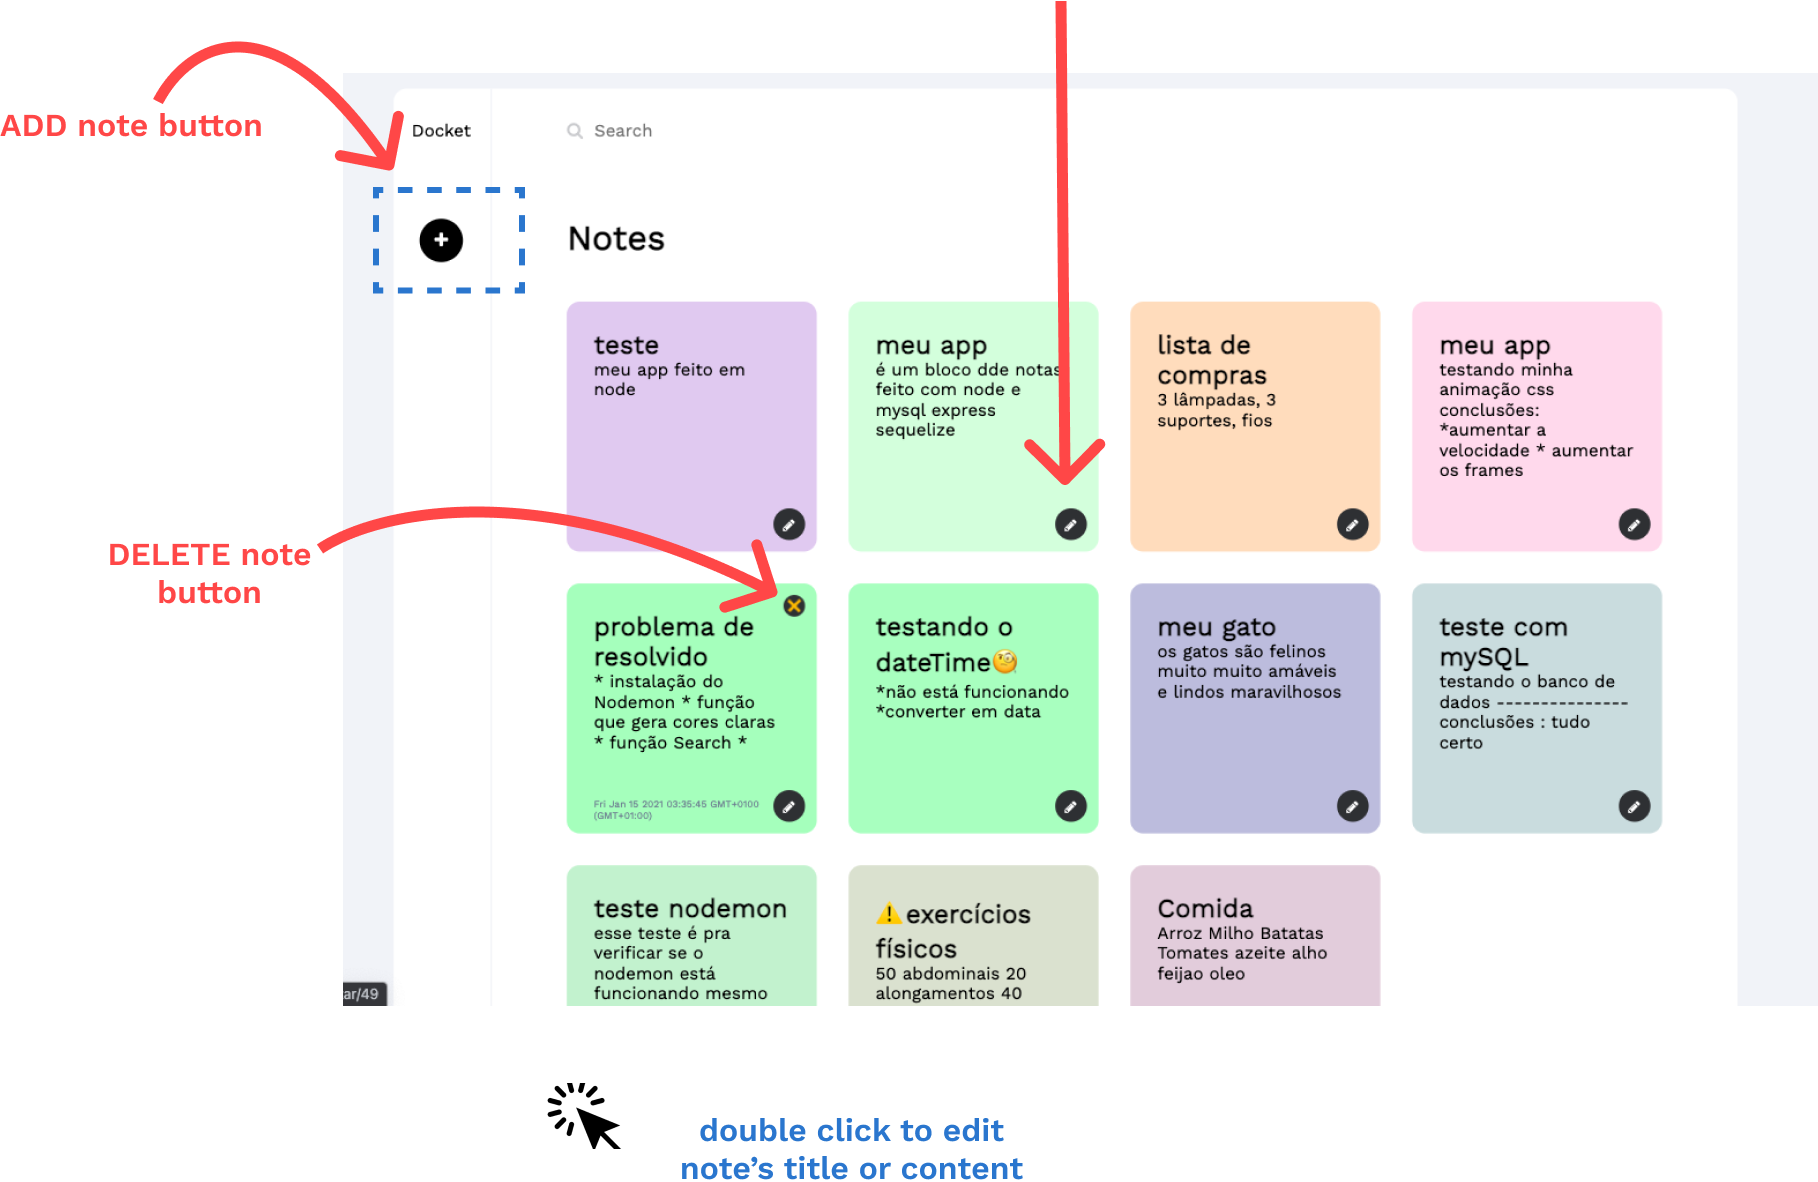 ADD note button
Docket
Search
Notes
teste
meu app feito em
node
meu app
é um bloco dde notas
feito com node e
mysql express
sequelize
lista de
compras
3 lâmpadas, 3
suportes, fios
meu app
testando minha
animação css
conclusões:
*aumentar a
velocidade * aumentar
os frames
DELETE note
button
problema de
resolvido
* instalação do
Nodemon * função
que gera cores claras
* função Search *
Fri Jan 15 2021 03:35:45 GMT+0100
(GMT+01:00)
testando o
dateTime🧐
*não está funcionando
*converter em data
meu gato
os gatos são felinos
muito muito amáveis
e lindos maravilhosos
teste com
mySQL
testando o banco de
dados ---------------
conclusões : tudo
certo
teste nodemon
esse teste é pra
verificar se o
nodemon está
funcionando mesmo
⚠️exercícios
físicos
50 abdominais 20
alongamentos 40
Comida
Arroz Milho Batatas
Tomates azeite alho
feijao oleo
ar/49
double click to edit
note’s title or content